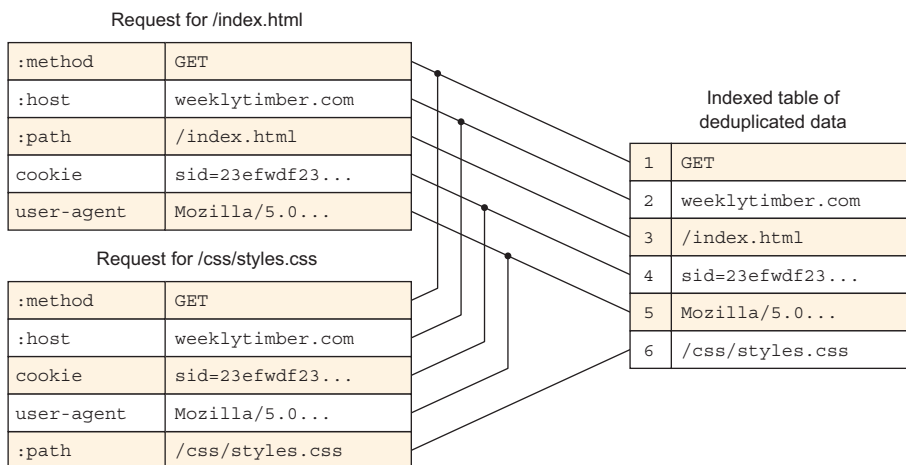 Request for /index.html
:method GET
:host weeklytimber.com
:path /index.html
cookie sid=23efwdf23...
user-agent Mozilla/5.0...
Request for /css/styles.css
:method GET
:host weeklytimber.com
cookie sid=23efwdf23...
user-agent Mozilla/5.0...
:path /css/styles.css
Indexed table of
deduplicated data
1 GET
2 weeklytimber.com
3 /index.html
4 sid=23efwdf23...
5 Mozilla/5.0...
6 /css/styles.css